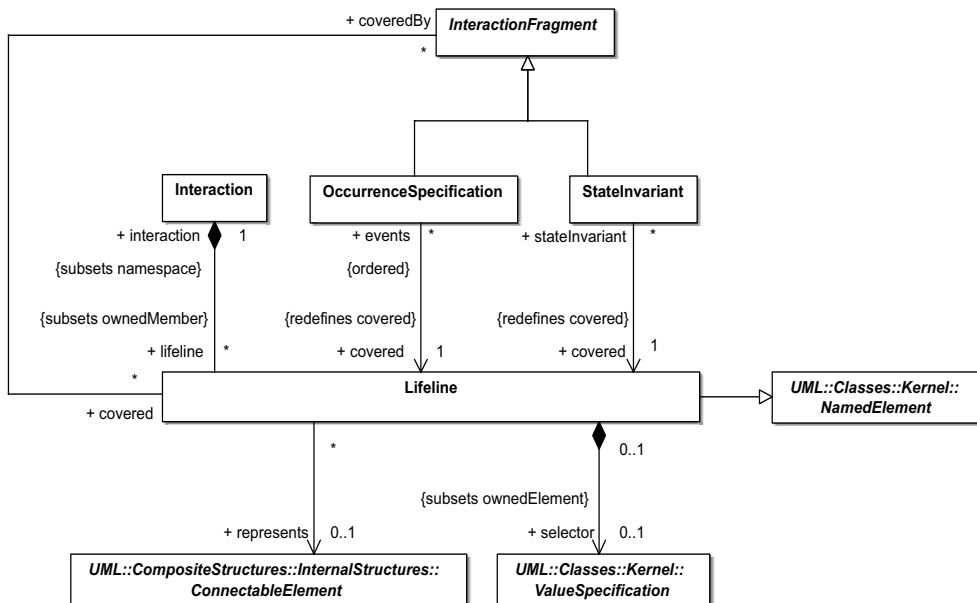 + coveredBy
*
InteractionFragment
Interaction
OccurrenceSpecification
StateInvariant
+ interaction
1
+ events
*
+ stateInvariant
*
{subsets namespace}
{ordered}
{subsets ownedMember}
{redefines covered}
{redefines covered}
+ lifeline
*
+ covered
1
+ covered
1
*
Lifeline
+ covered
UML::Classes::Kernel::
NamedElement
*
0..1
{subsets ownedElement}
+ represents
0..1
+ selector
0..1
UML::CompositeStructures::InternalStructures::
ConnectableElement
UML::Classes::Kernel::
ValueSpecification